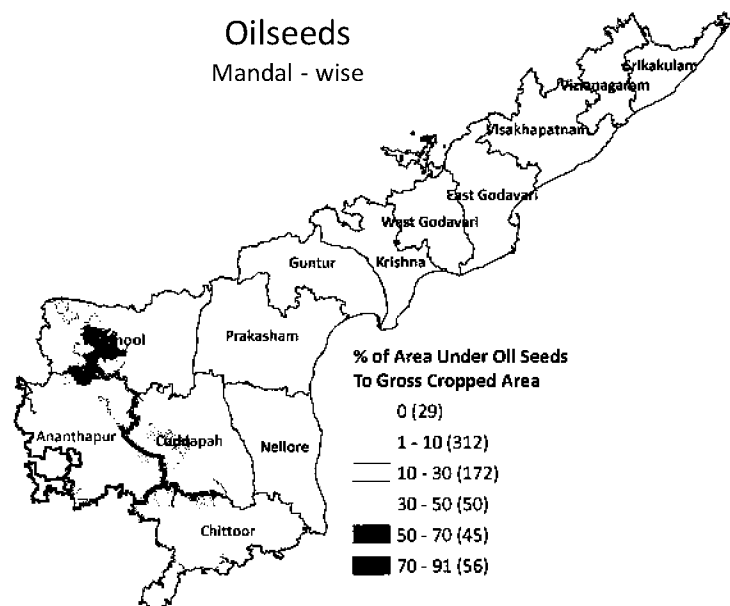 Oilseeds
Mandal - wise
Srikakulam
Vizianagaram
Visakhapatnam
East Godavari
West Godavari
Krishna
Guntur
Prakasham
Ananthapur
Cuddapah
Nellore
Chittoor
% of Area Under Oil Seeds
To Gross Cropped Area
0 (29)
1 - 10 (312)
10 - 30 (172)
30 - 50 (50)
50 - 70 (45)
70 - 91 (56)